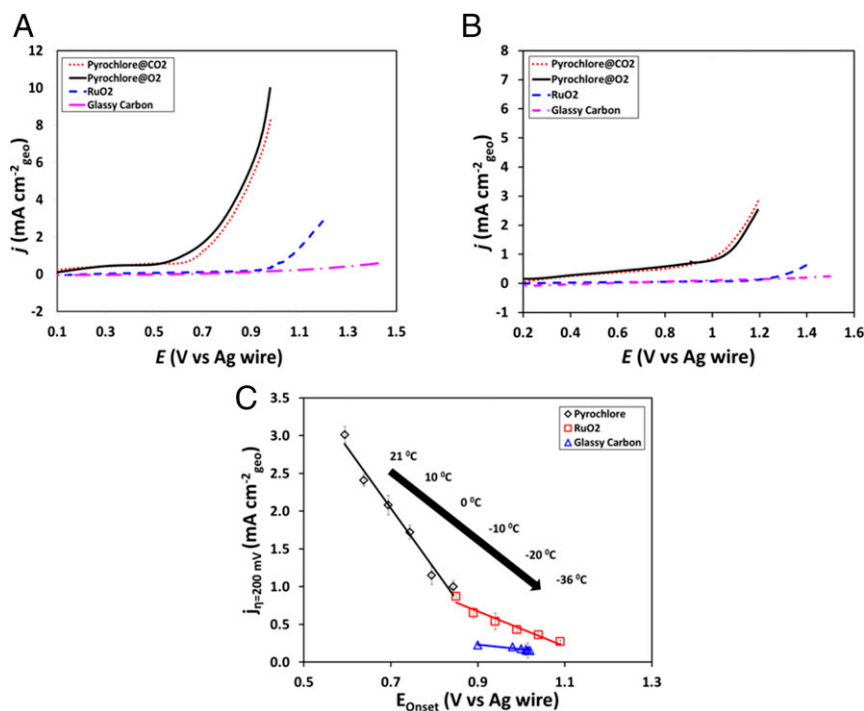 A
12
10
8
6
4
2
0
-2
j (mA cm-2 geo)
Pyrochlore@CO2
Pyrochlore@O2
RuO2
Glassy Carbon
0.1 0.3 0.5 0.7 0.9 1.1 1.3 1.5
E (V vs Ag wire)
B
8
7
6
5
4
3
2
1
0
-1
j (mA cm-2 geo)
Pyrochlore@CO2
Pyrochlore@O2
RuO2
Glassy Carbon
0.2 0.4 0.6 0.8 1 1.2 1.4 1.6
E (V vs Ag wire)
C
3.5
3.0
2.5
2.0
1.5
1.0
0.5
0.0
jη=200 mV (mA cm-2 geo)
Pyrochlore
RuO2
Glassy Carbon
21 ⁰C
10 ⁰C
0 ⁰C
-10 ⁰C
-20 ⁰C
-36 ⁰C
0.5 0.7 0.9 1.1 1.3
EOnset (V vs Ag wire)